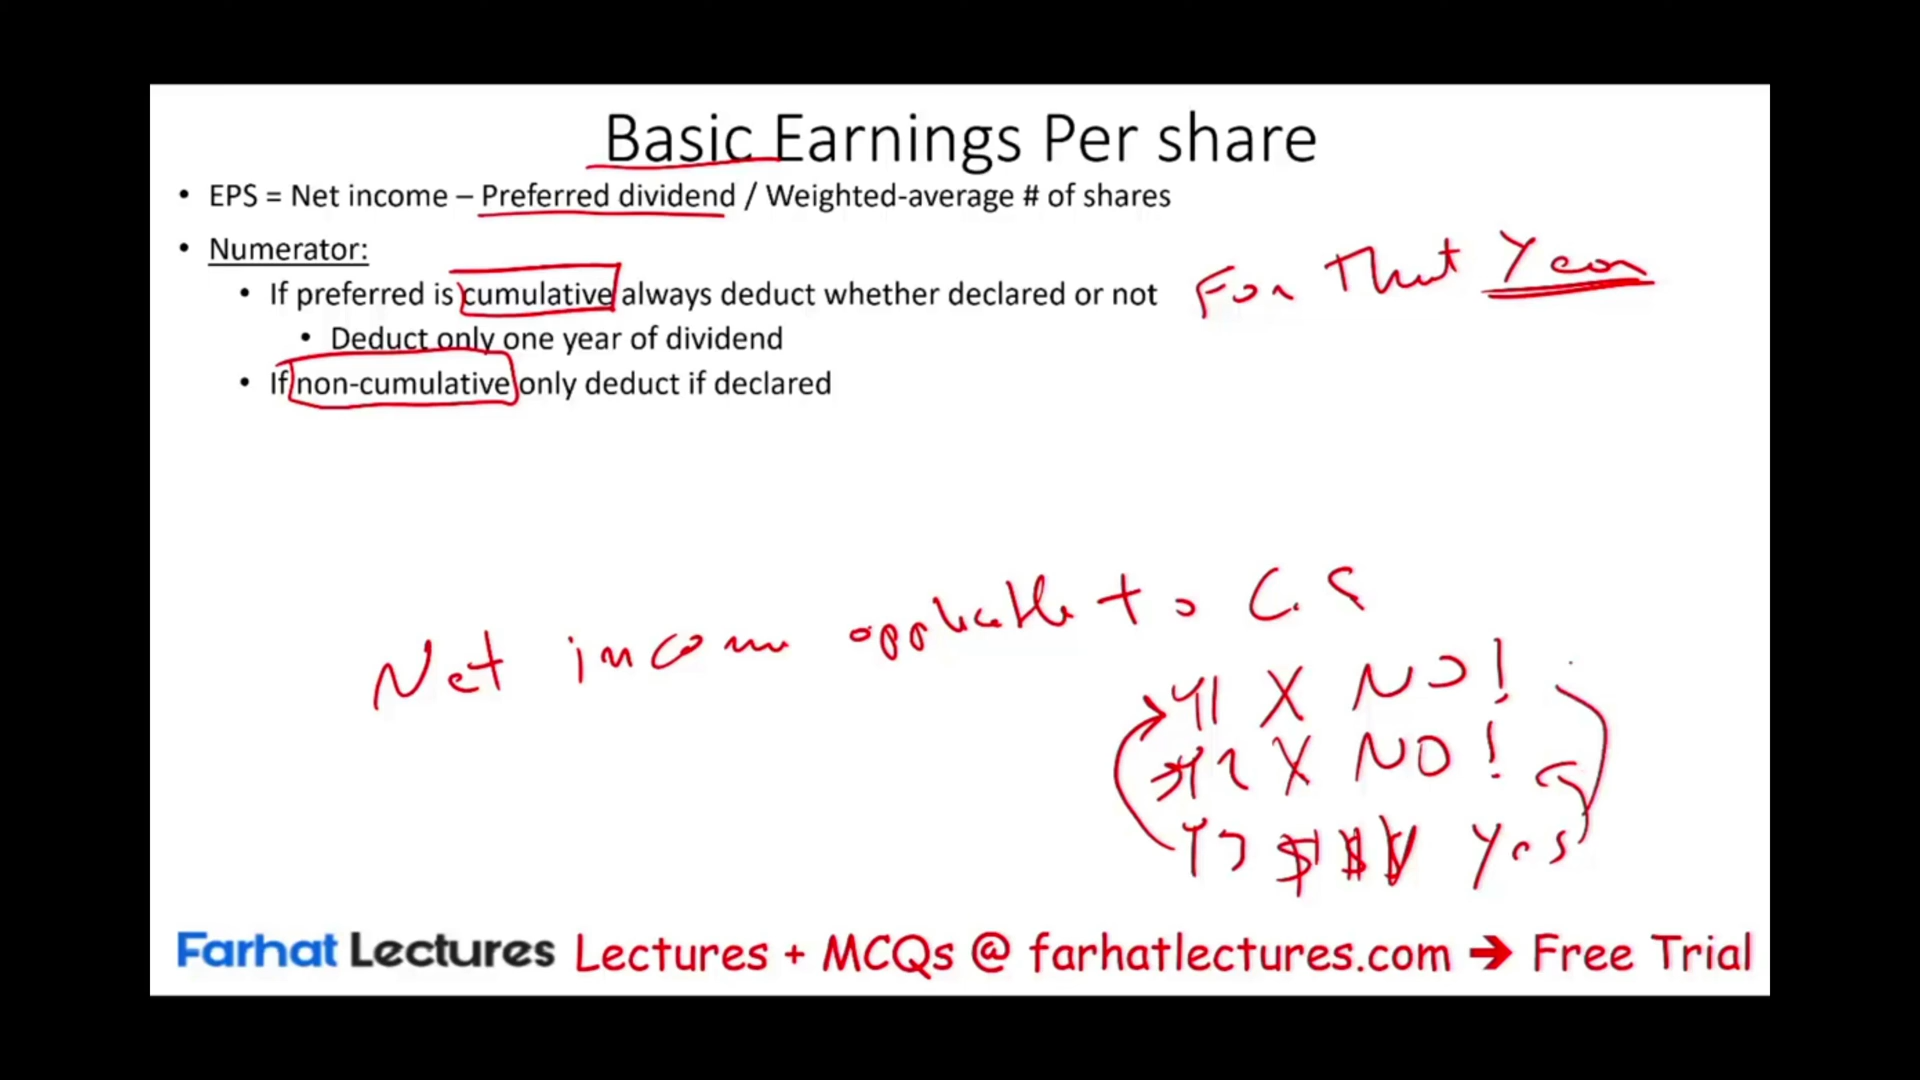 Basic Earnings Per share
• EPS = Net income – Preferred dividend / Weighted-average # of shares
• Numerator:
• If preferred is cumulative always deduct whether declared or not
For That Year
• Deduct only one year of dividend
• If non-cumulative only deduct if declared
Net income applicable to C.S
Y1 X NO!
Y2 X NO!
Y3 $$$ Yes
Farhat Lectures Lectures + MCQs @ farhatlectures.com ➔ Free Trial